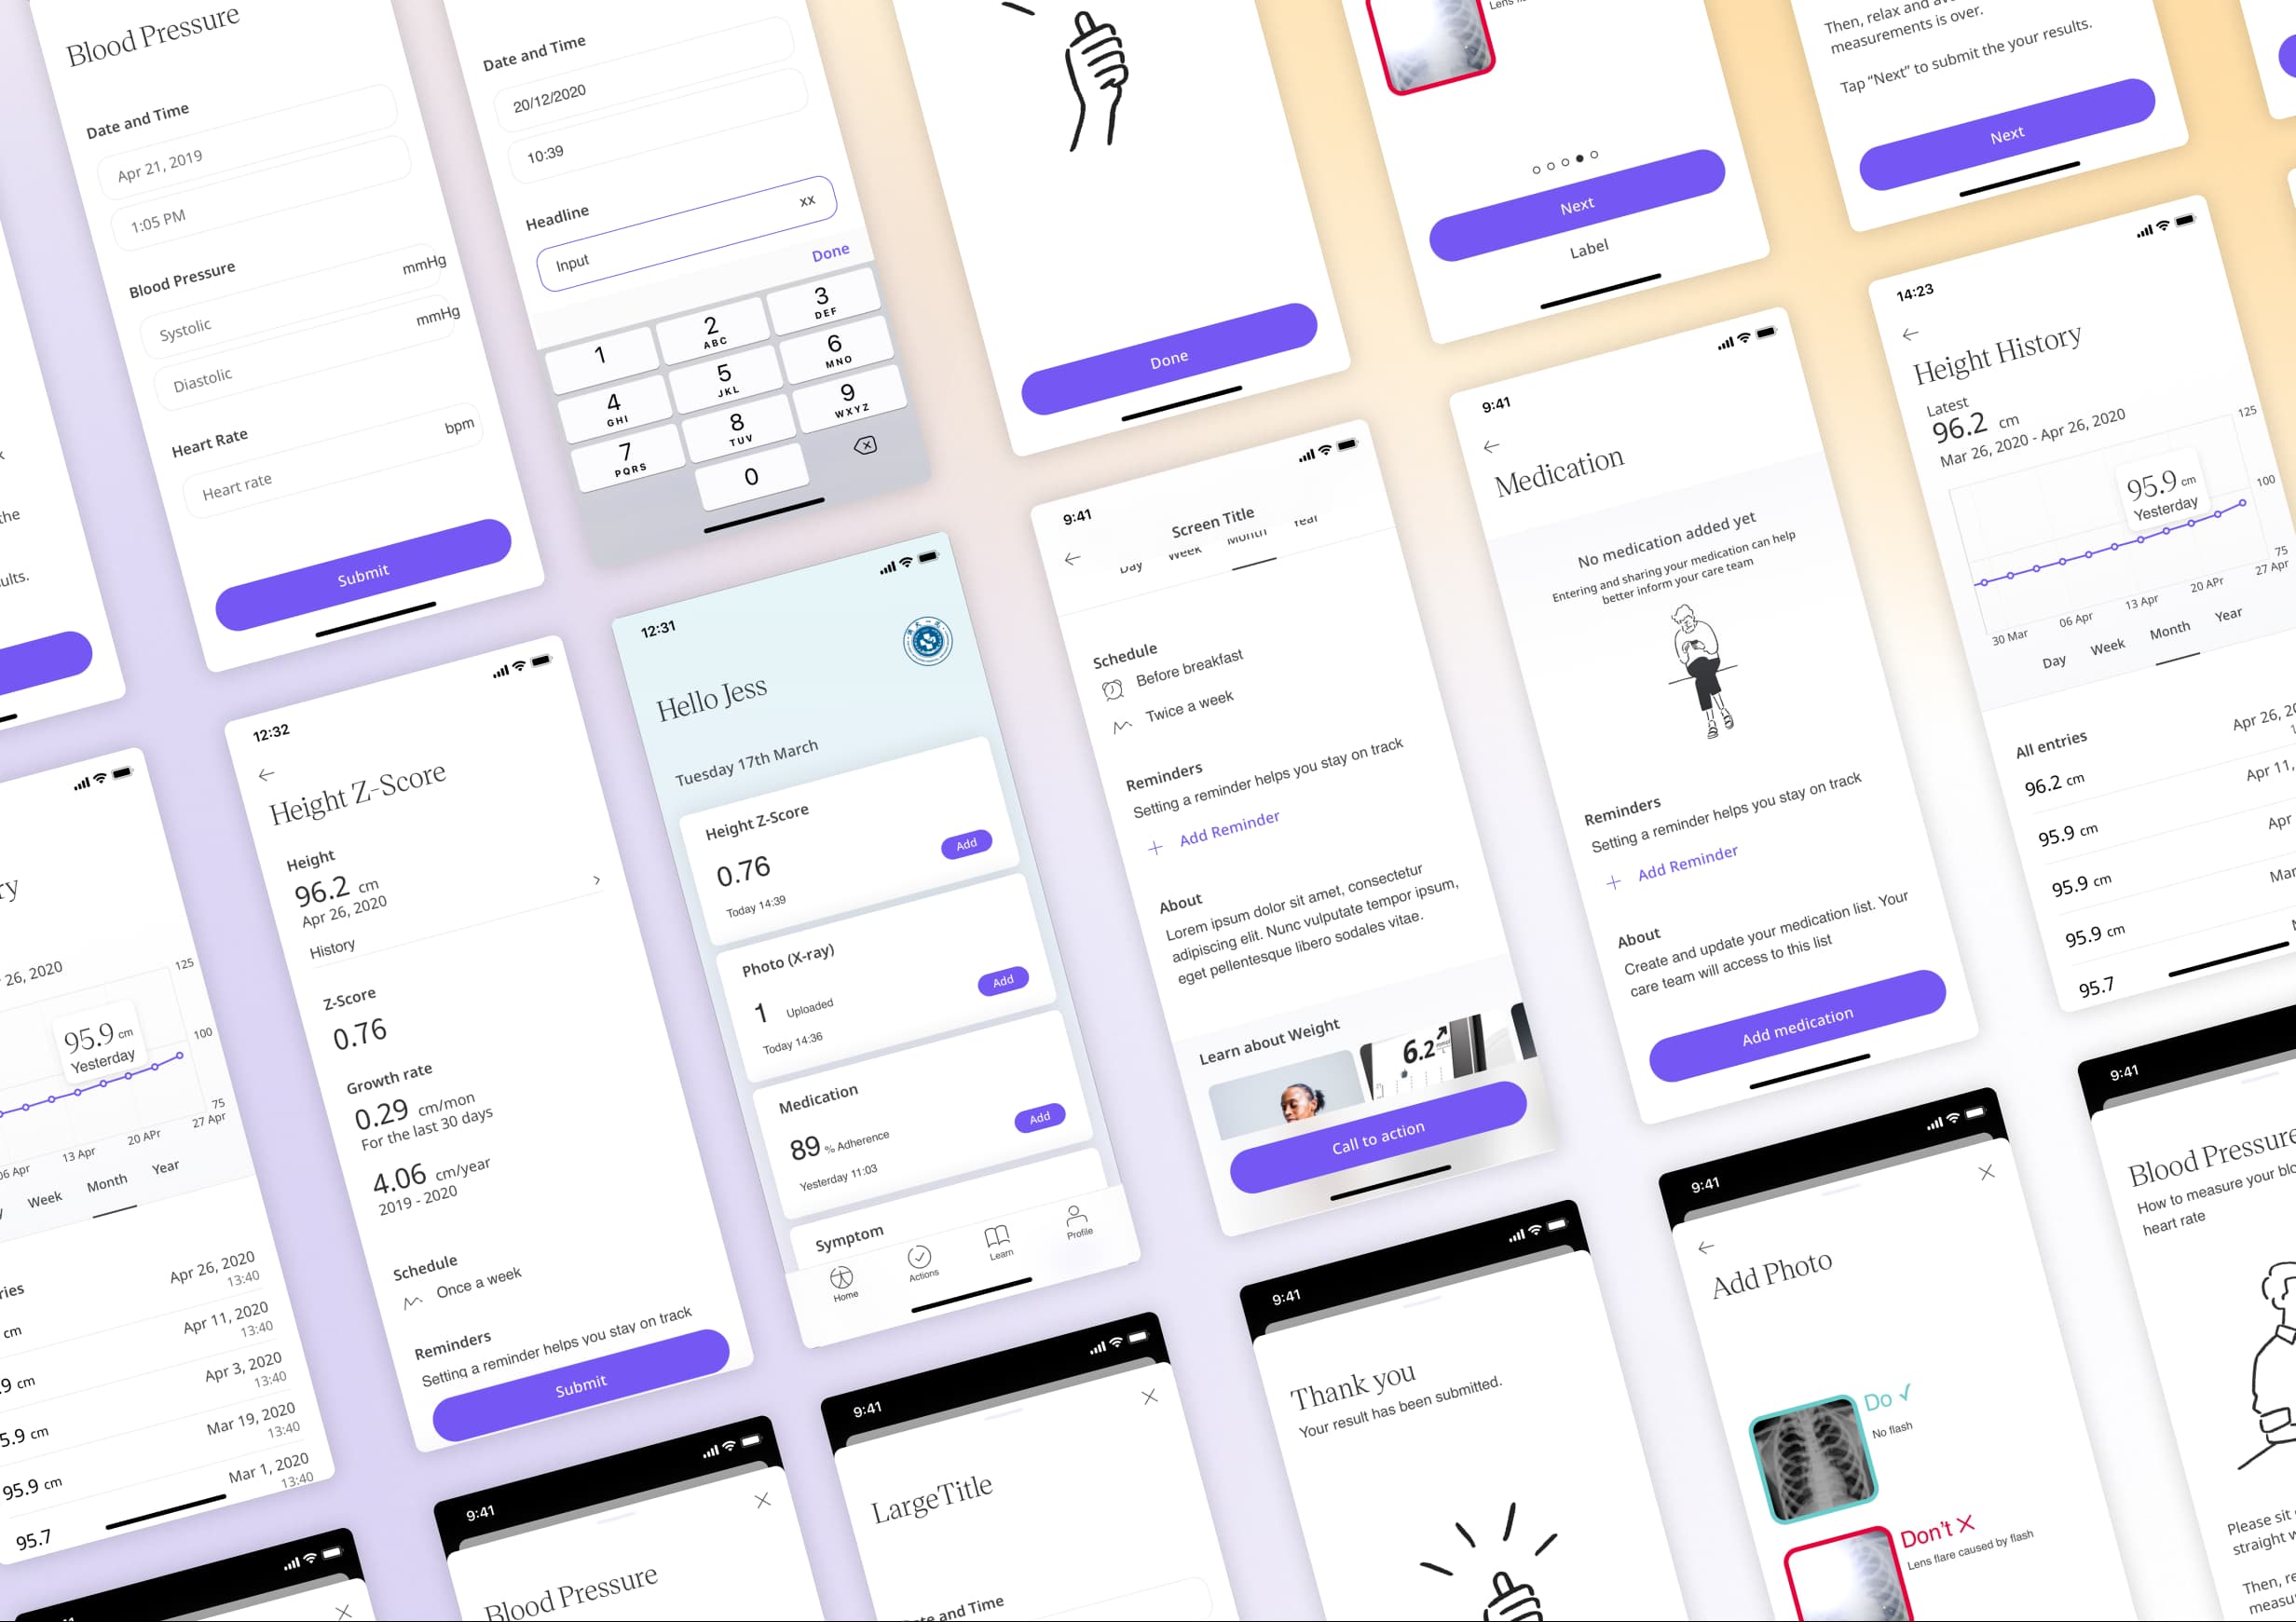 Blood Pressure
Date and Time
Apr 21, 2019
1:05 PM
Blood Pressure
Systolic
mmHg
Diastolic
mmHg
Heart Rate
Heart rate
bpm
Submit
Date and Time
20/12/2020
10:39
Headline
Input
xx
Done
1
2
ABC
3
DEF
4
GHI
5
JKL
6
MNO
7
PQRS
8
TUV
9
WXYZ
0
Done
Next
Label
Then, relax and
measurements is over.
Tap “Next” to submit the your results.
Next
the
ults.
26, 2020
125
95.9 cm
Yesterday
100
75
06 Apr
13 Apr
20 APr
27 Apr
Week
Month
Year
ries
cm
Apr 26, 2020
13:40
Apr 11, 2020
13:40
9 cm
Apr 3, 2020
13:40
5.9 cm
Mar 19, 2020
13:40
95.9 cm
Mar 1, 2020
13:40
95.7
12:32
Height Z-Score
Height
96.2 cm
Apr 26, 2020
History
Z-Score
0.76
Growth rate
0.29 cm/mon
For the last 30 days
4.06 cm/year
2019 - 2020
Schedule
Once a week
Reminders
Setting a reminder helps you stay on track
Submit
12:31
Hello Jess
Tuesday 17th March
Height Z-Score
0.76
Add
Today 14:39
Photo (X-ray)
1 Uploaded
Add
Today 14:36
Medication
89 % Adherence
Add
Yesterday 11:03
Symptom
Home
Actions
Learn
Profile
9:41
Screen Title
Day
Week
Month
Year
Schedule
Before breakfast
Twice a week
Reminders
Setting a reminder helps you stay on track
Add Reminder
About
Lorem ipsum dolor sit amet, consectetur
adipiscing elit. Nunc vulputate tempor ipsum,
eget pellentesque libero sodales vitae.
Learn about Weight
6.2
Call to action
9:41
Medication
No medication added yet
Entering and sharing your medication can help
better inform your care team
Reminders
Setting a reminder helps you stay on track
Add Reminder
About
Create and update your medication list. Your
care team will access to this list
Add medication
14:23
Height History
Latest
96.2 cm
Mar 26, 2020 - Apr 26, 2020
125
95.9 cm
Yesterday
100
75
30 Mar
06 Apr
13 Apr
20 APr
27 Apr
Day
Week
Month
Year
All entries
96.2 cm
Apr 26, 20
95.9 cm
Apr 11,
95.9 cm
Apr
95.9 cm
Mar
95.7
9:41
Blood Pressure
9:41
LargeTitle
ate and Time
9:41
Thank you
Your result has been submitted.
9:41
Add Photo
Do
No flash
Don't
Lens flare caused by flash
9:41
Blood Pressure
How to measure your blo
heart rate
Please sit
straight w
Then, re
measu